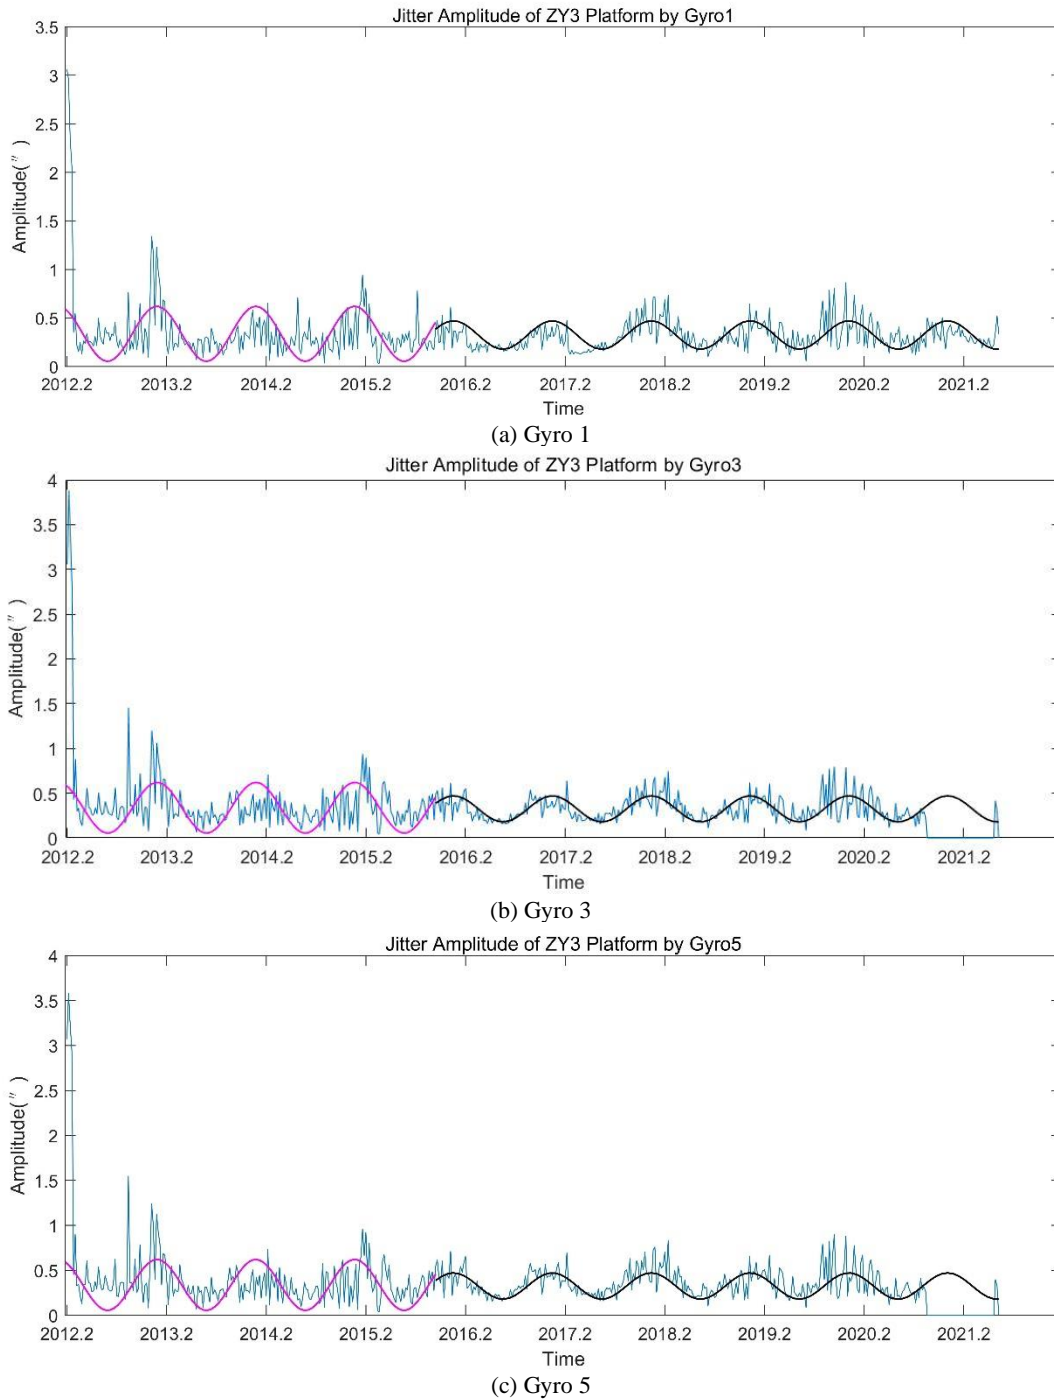 Jitter Amplitude of ZY3 Platform by Gyro1
3.5
3
2.5
2
1.5
1
0.5
0
Amplitude(″)
2012.2 2013.2 2014.2 2015.2 2016.2 2017.2 2018.2 2019.2 2020.2 2021.2
Time
(a) Gyro 1
Jitter Amplitude of ZY3 Platform by Gyro3
4
3.5
3
2.5
2
1.5
1
0.5
0
Amplitude(″)
2012.2 2013.2 2014.2 2015.2 2016.2 2017.2 2018.2 2019.2 2020.2 2021.2
Time
(b) Gyro 3
Jitter Amplitude of ZY3 Platform by Gyro5
4
3.5
3
2.5
2
1.5
1
0.5
0
Amplitude(″)
2012.2 2013.2 2014.2 2015.2 2016.2 2017.2 2018.2 2019.2 2020.2 2021.2
Time
(c) Gyro 5